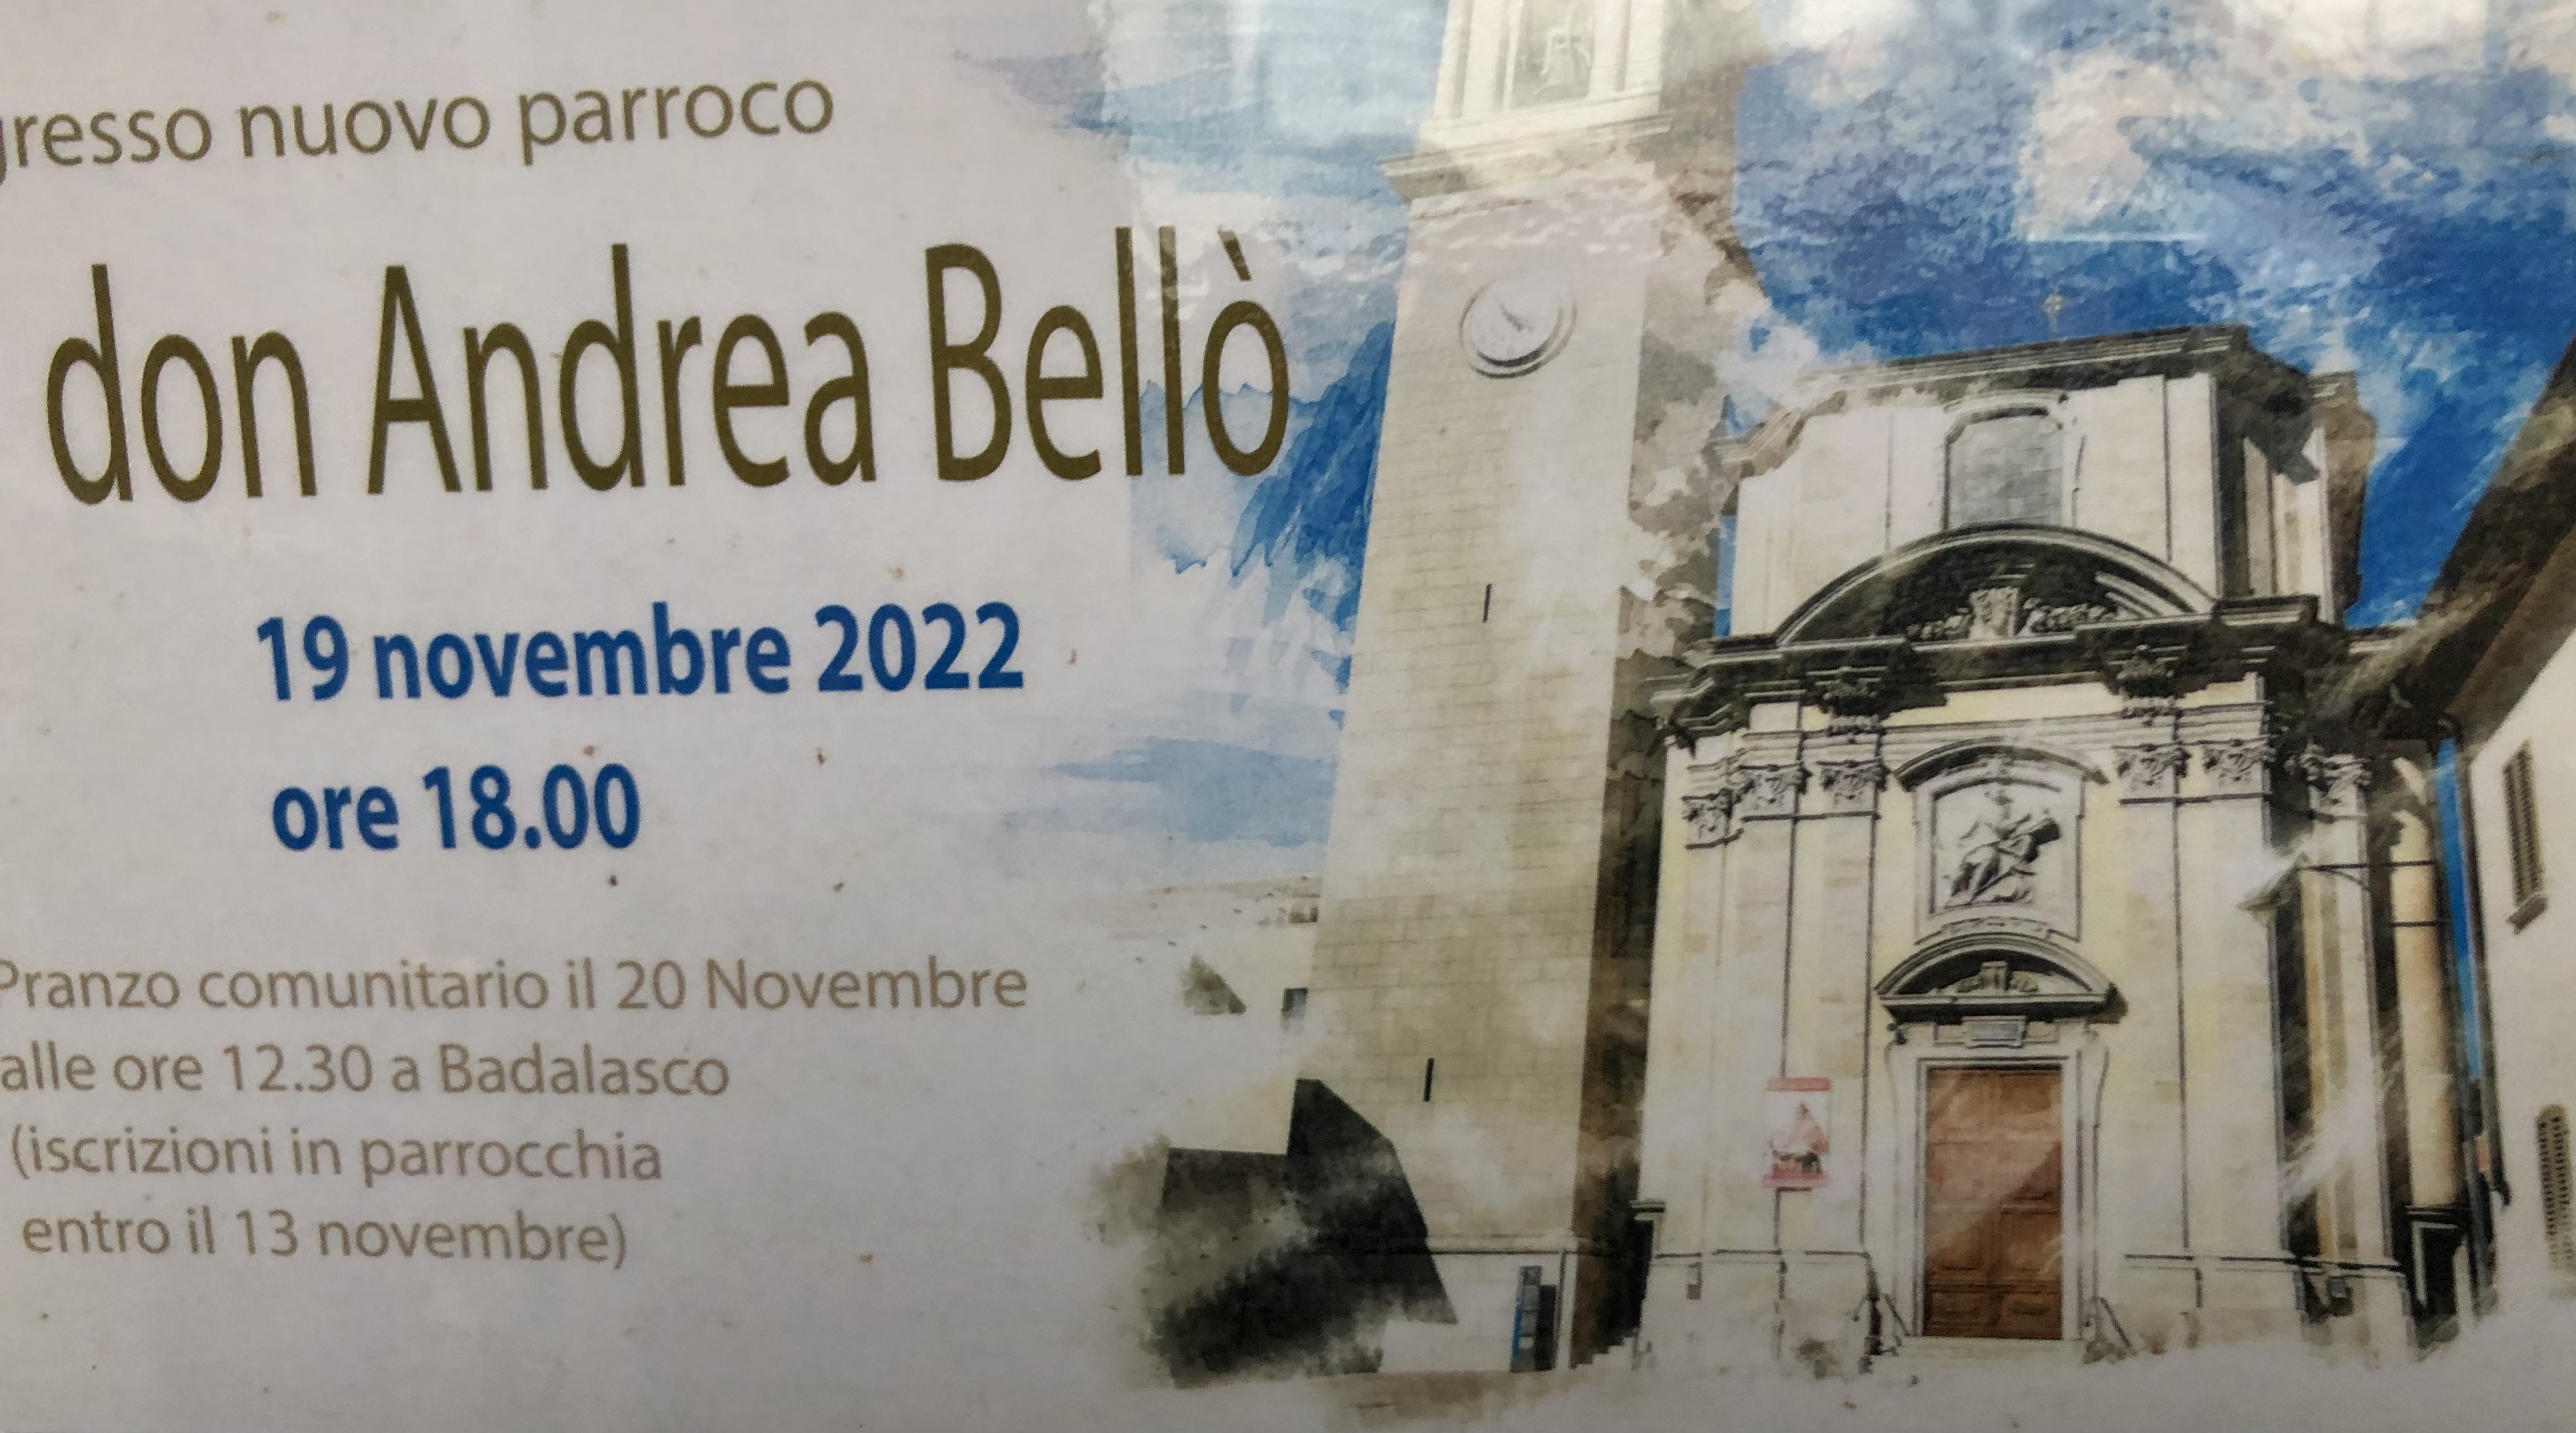 gresso nuovo parroco
don Andrea Bellò
19 novembre 2022
ore 18.00
Pranzo comunitario il 20 Novembre
alle ore 12.30 a Badalasco
(iscrizioni in parrocchia
entro il 13 novembre)